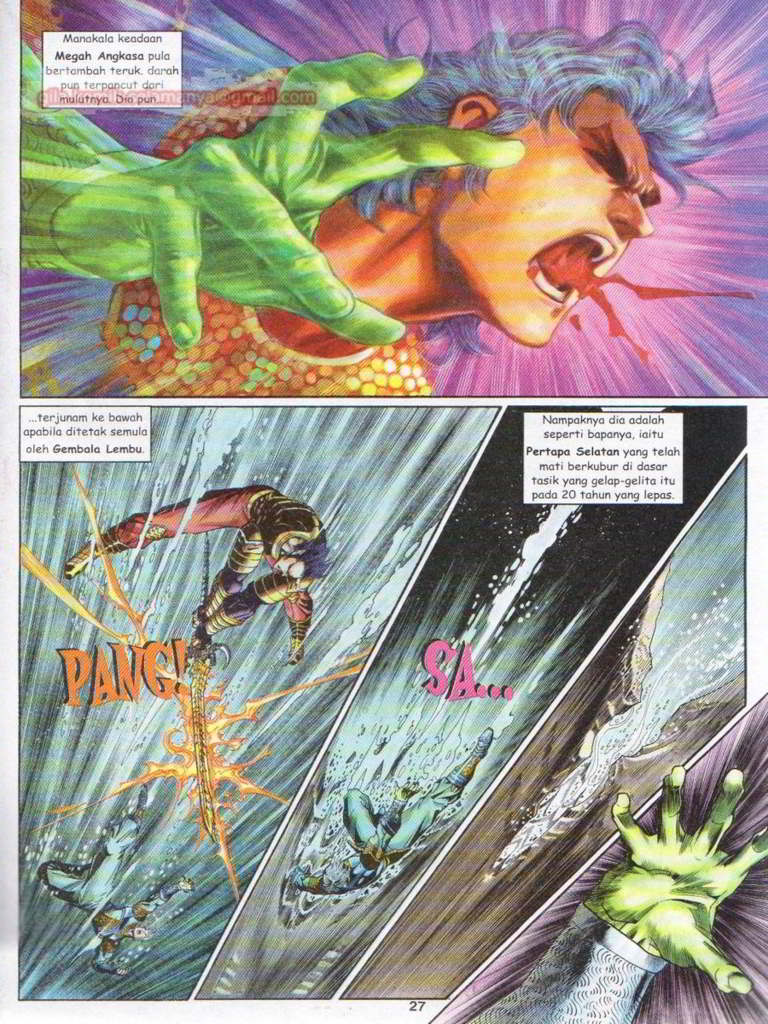 Manakala keadaan
Megah Angkasa pula
bertambah teruk, darah
pun terpancut dari
mulutnya. Dia pun...
...terjunam ke bawah
apabila ditetak semula
oleh Gembala Lembu.
Nampaknya dia adalah
seperti bapanya, iaitu
Pertapa Selatan yang telah
mati berkubur di dasar
tasik yang gelap-gelita itu
pada 20 tahun yang lepas.
PANG!
SA...
27